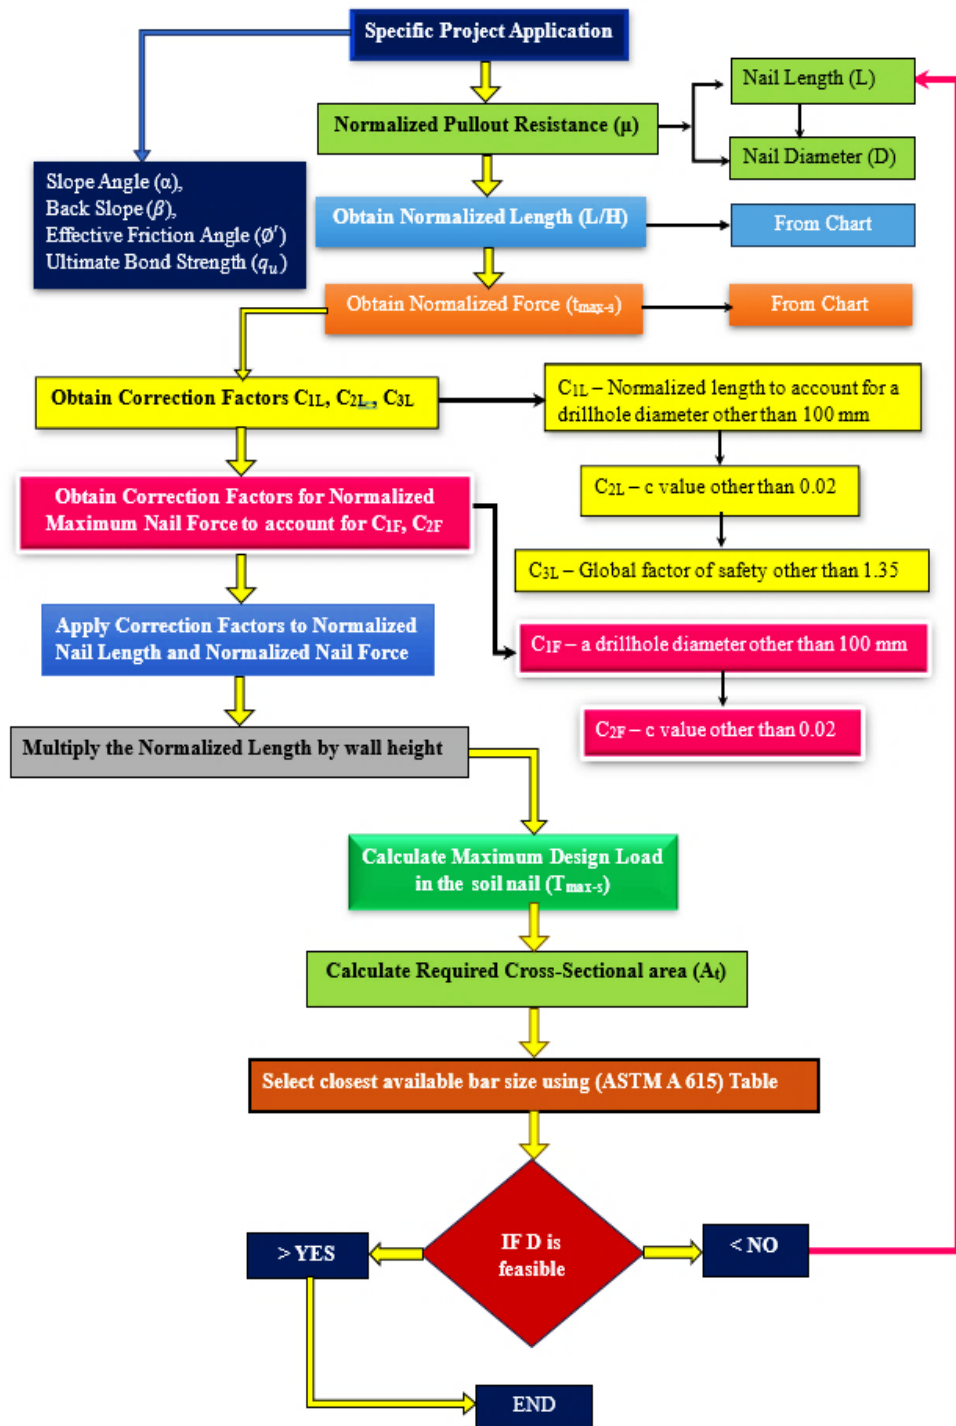 Specific Project Application
Normalized Pullout Resistance (μ)
Nail Length (L)
Nail Diameter (D)
Slope Angle (α),
Back Slope (β),
Effective Friction Angle (Ø′)
Ultimate Bond Strength (qu)
Obtain Normalized Length (L/H)
From Chart
Obtain Normalized Force (tmax-s)
From Chart
Obtain Correction Factors C1L, C2L, C3L
C1L – Normalized length to account for a
drillhole diameter other than 100 mm
C2L – c value other than 0.02
C3L – Global factor of safety other than 1.35
Obtain Correction Factors for Normalized
Maximum Nail Force to account for C1F, C2F
C1F – a drillhole diameter other than 100 mm
C2F – c value other than 0.02
Apply Correction Factors to Normalized
Nail Length and Normalized Nail Force
Multiply the Normalized Length by wall height
Calculate Maximum Design Load
in the soil nail (Tmax-s)
Calculate Required Cross-Sectional area (At)
Select closest available bar size using (ASTM A 615) Table
IF D is
feasible
> YES
< NO
END